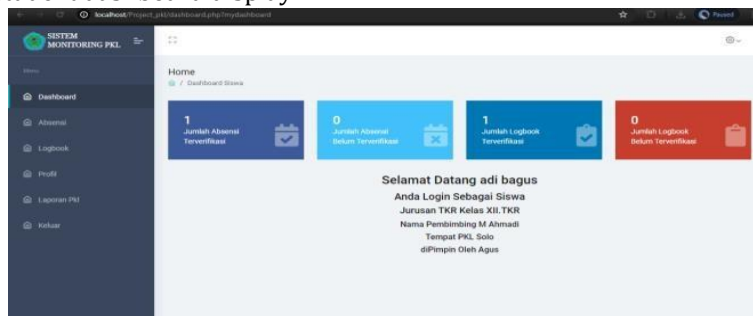 localhost/Project_pkl/dashboard.php?mydashboard
Paused
SISTEM
MONITORING PKL
Menu
Home
/ Dashboard Siswa
Dashboard
Absensi
Logbook
Profil
Laporan Pkl
Keluar
1
Jumlah Absensi
Terverifikasi
0
Jumlah Absensi
Belum Terverifikasi
1
Jumlah Logbook
Terverifikasi
0
Jumlah Logbook
Belum Terverifikasi
Selamat Datang adi bagus
Anda Login Sebagai Siswa
Jurusan TKR Kelas XII.TKR
Nama Pembimbing M Ahmadi
Tempat PKL Solo
diPimpin Oleh Agus